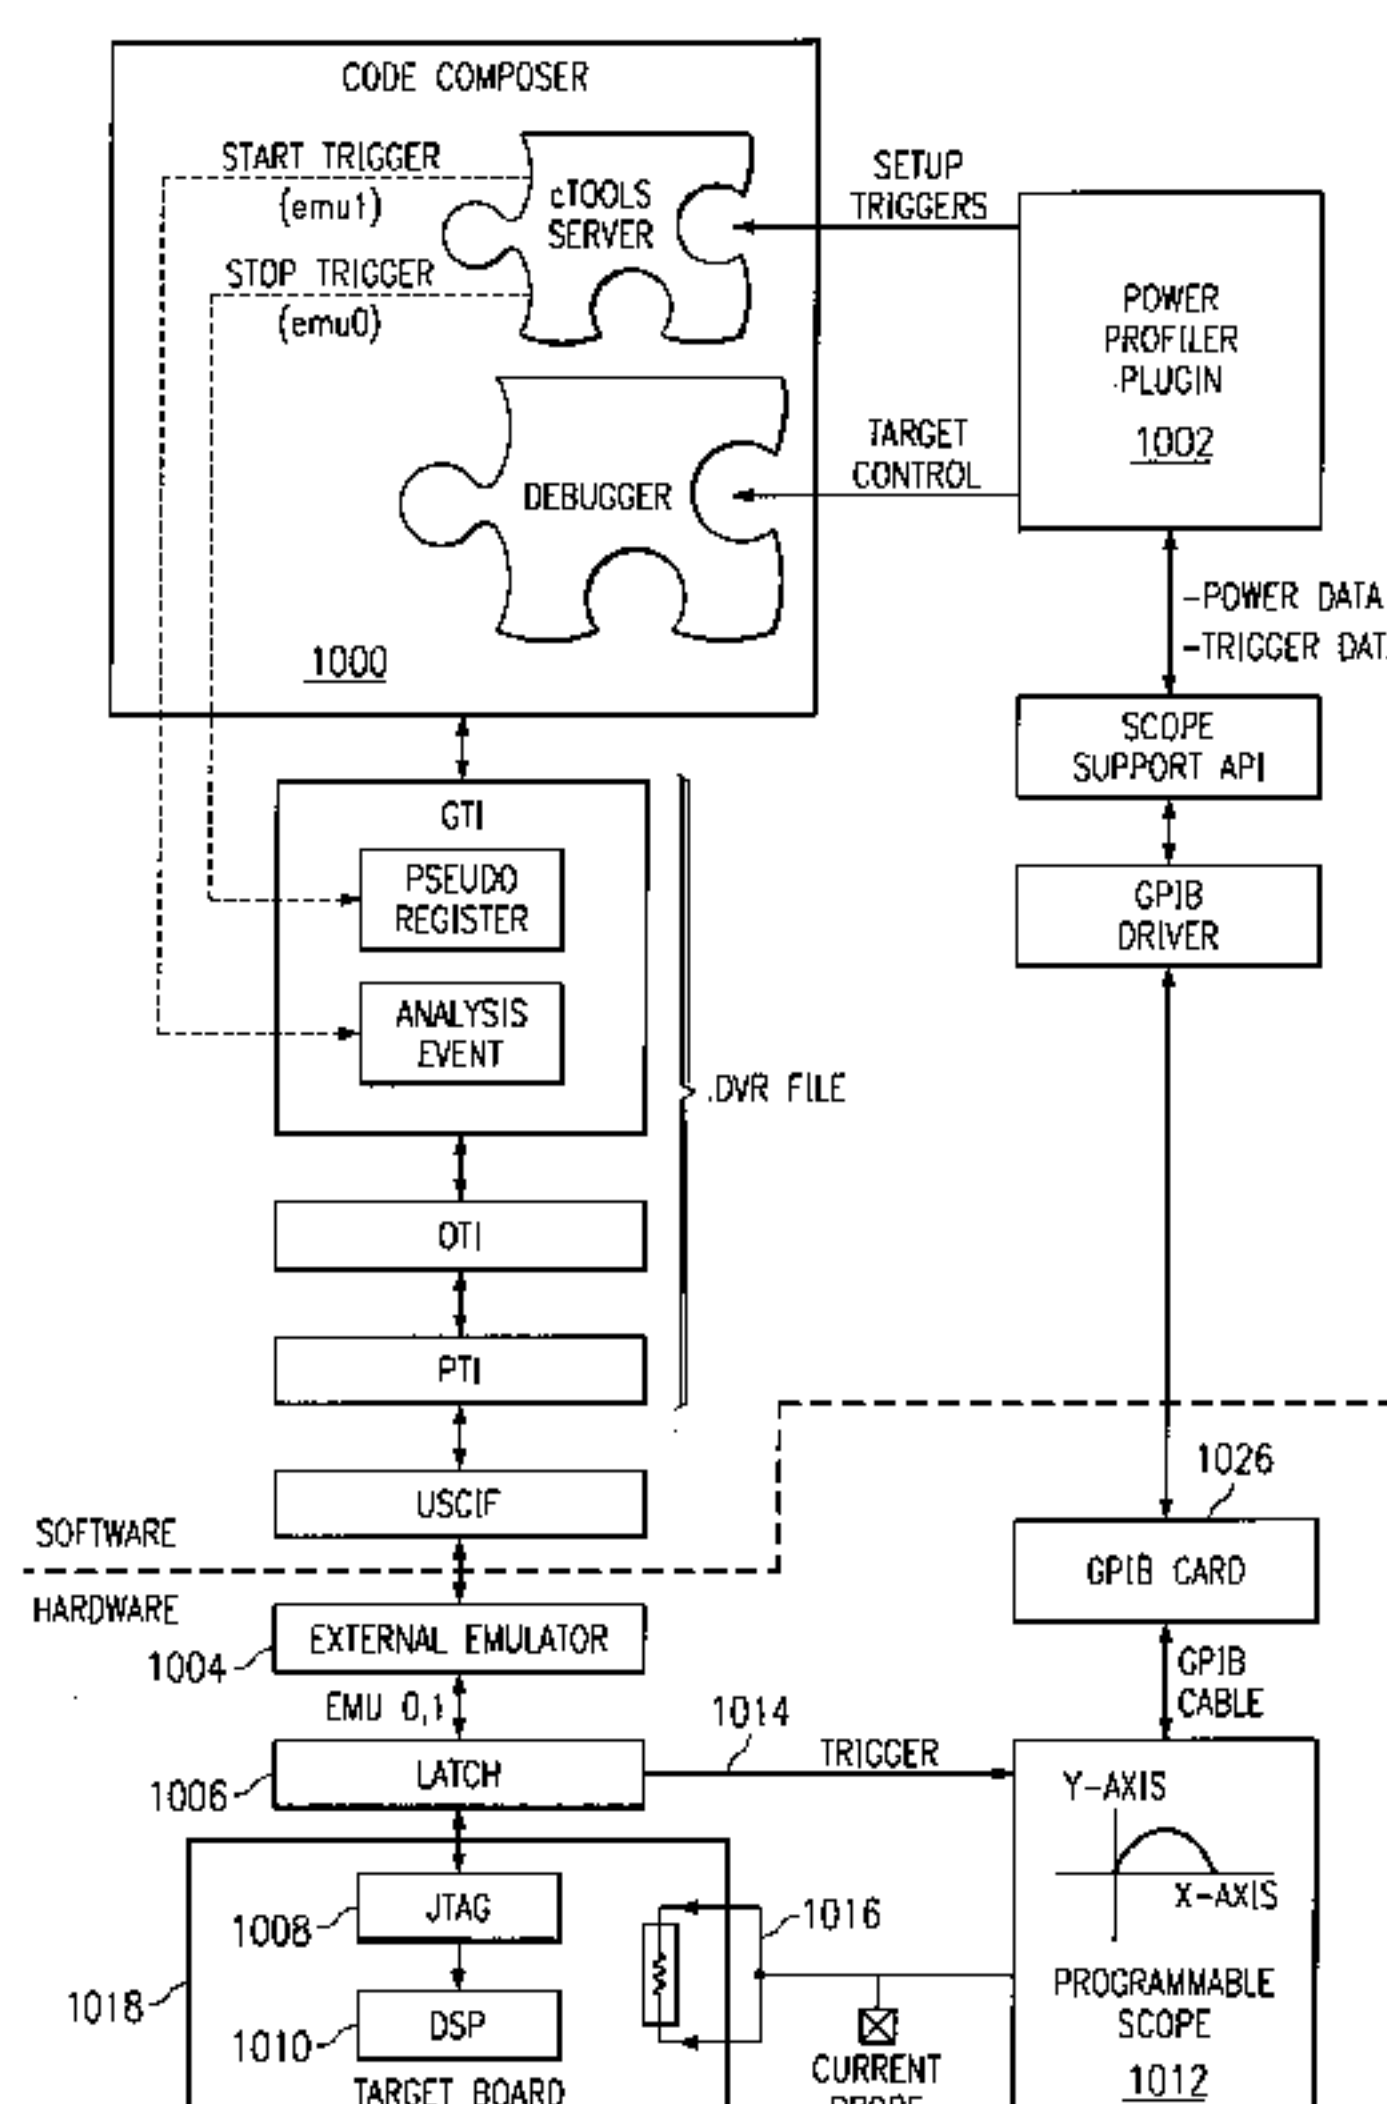 CODE COMPOSER
START TRIGGER
(emu1)
STOP TRIGGER
(emu0)
cTOOLS
SERVER
DEBUGGER
1000
SETUP
TRIGGERS
TARGET
CONTROL
POWER
PROFILER
PLUGIN
1002
-POWER DATA
-TRIGGER DAT
SCOPE
SUPPORT API
GPIB
DRIVER
GTI
PSEUDO
REGISTER
ANALYSIS
EVENT
.DVR FILE
OTI
PTI
USCIF
SOFTWARE
HARDWARE
1026
GPIB CARD
GPIB
CABLE
EXTERNAL EMULATOR
1004
EMU 0,1
LATCH
1006
1014
TRIGGER
Y-AXIS
X-AXIS
PROGRAMMABLE
SCOPE
1012
JTAG
1008
DSP
1010
TARGET BOARD
1018
1016
CURRENT
PROBE